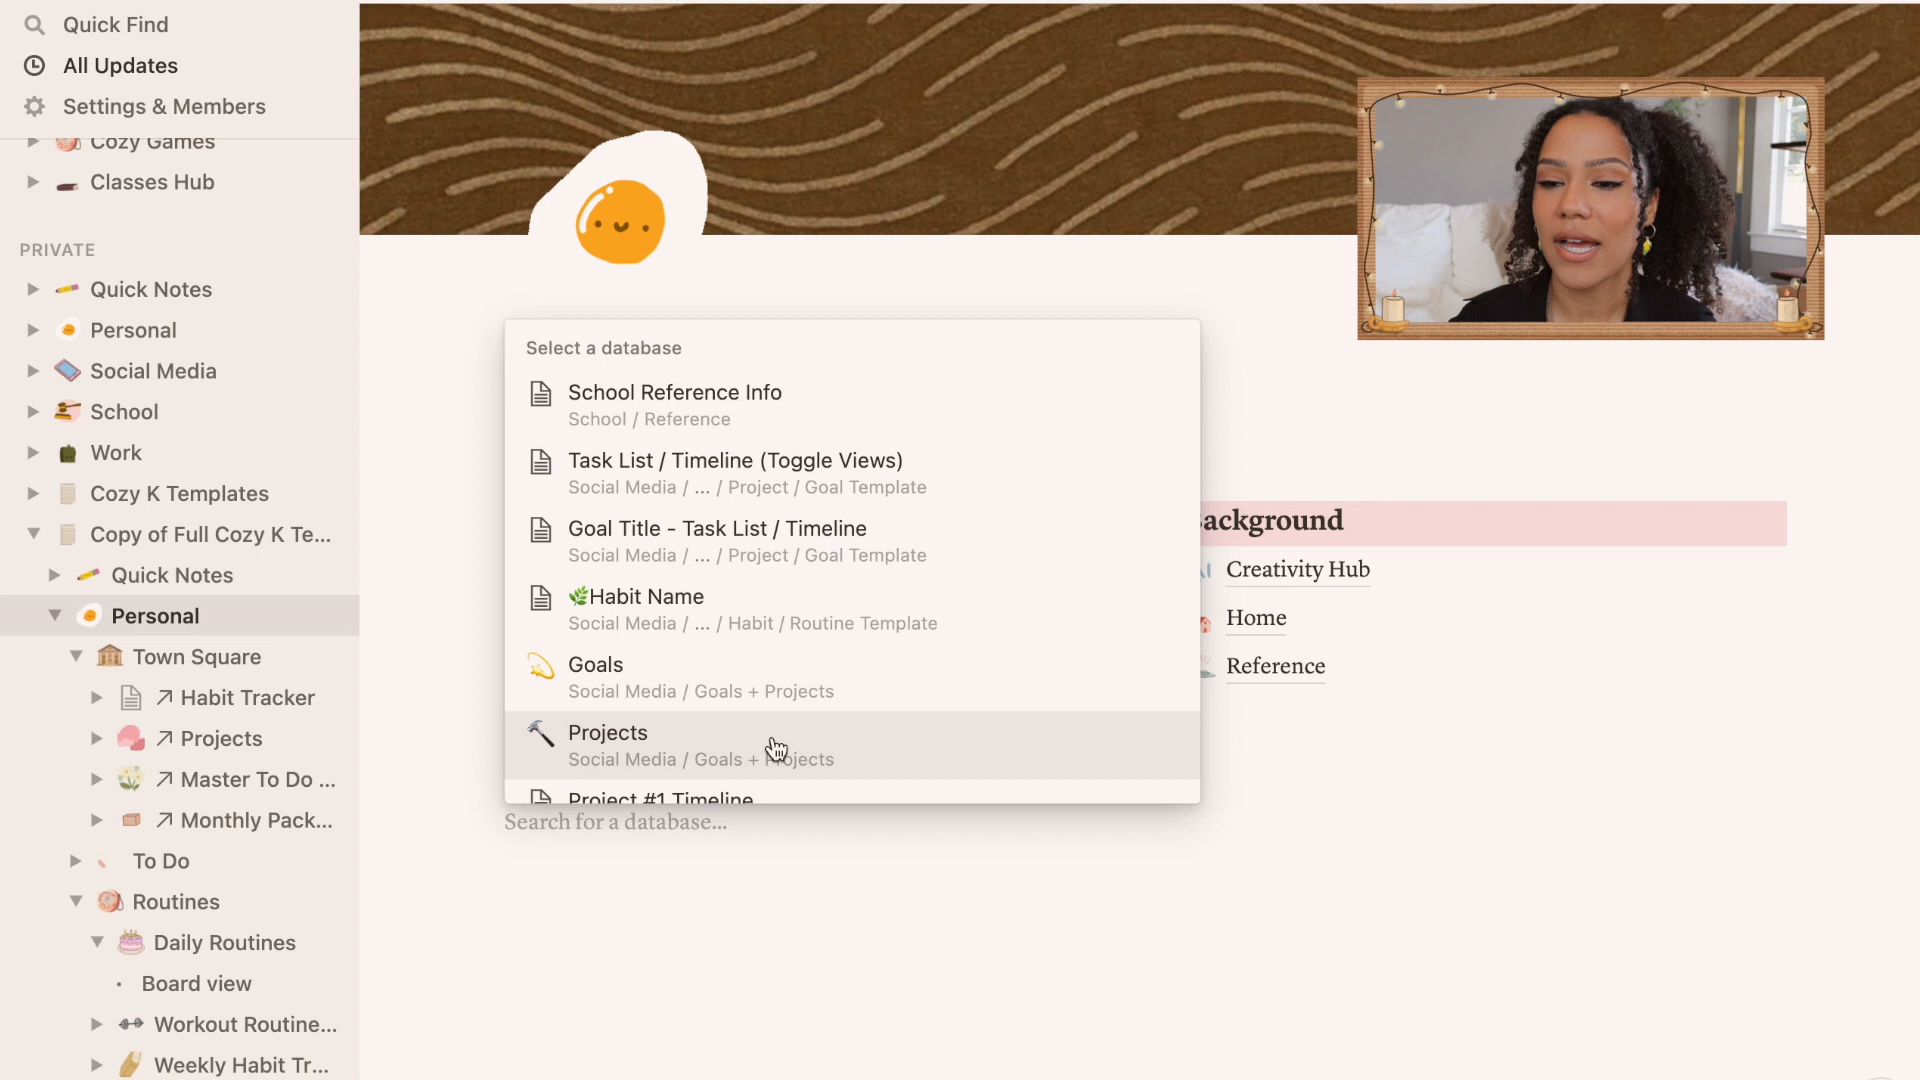 Quick Find
All Updates
Settings & Members
Cozy Games
Classes Hub
PRIVATE
Quick Notes
Personal
Social Media
School
Work
Cozy K Templates
Copy of Full Cozy K Te...
Quick Notes
Personal
Town Square
Habit Tracker
Projects
Master To Do ...
Monthly Pack...
To Do
Routines
Daily Routines
Board view
Workout Routine...
Weekly Habit Tr...
Select a database
School Reference Info
School / Reference
Task List / Timeline (Toggle Views)
Social Media / ... / Project / Goal Template
Goal Title - Task List / Timeline
Social Media / ... / Project / Goal Template
🌿Habit Name
Social Media / ... / Habit / Routine Template
Goals
Social Media / Goals + Projects
Projects
Social Media / Goals + Projects
Project #1 Timeline
Search for a database...
ackground
Creativity Hub
Home
Reference